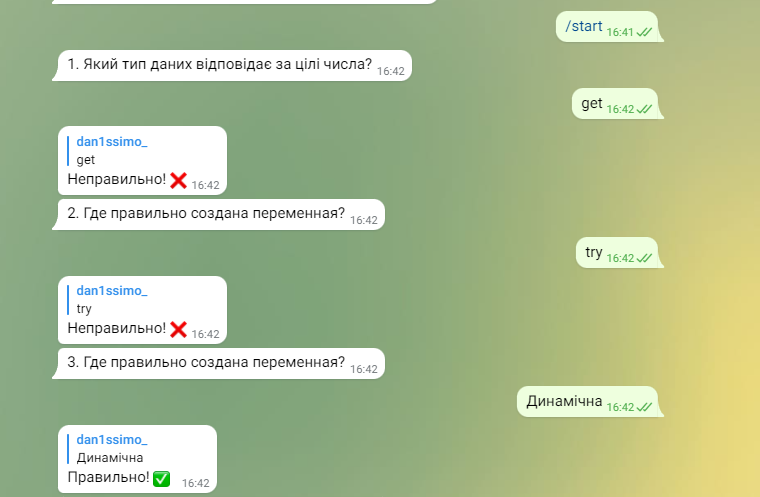 /start 16:41
1. Який тип даних відповідає за цілі числа? 16:42
get 16:42
dan1ssimo_
get
Неправильно! ❌ 16:42
2. Где правильно создана переменная? 16:42
try 16:42
dan1ssimo_
try
Неправильно! ❌ 16:42
3. Где правильно создана переменная? 16:42
Динамічна 16:42
dan1ssimo_
Динамічна
Правильно! ✅ 16:42